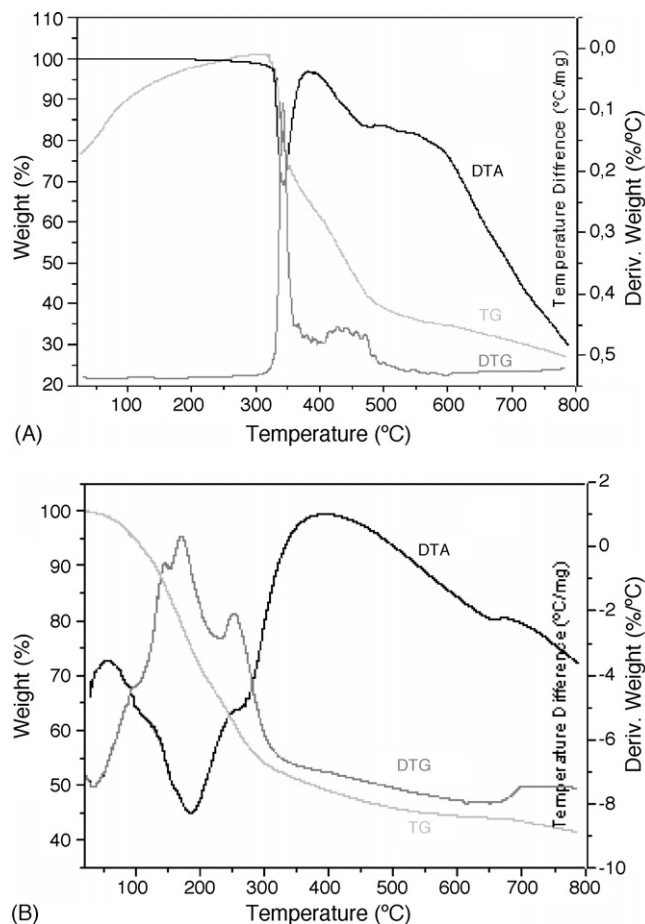 110
100
90
80
70
60
50
40
30
20
Weight (%)
0,0
0,1
0,2
0,3
0,4
0,5
Temperature Diffrence (°C/mg)
Deriv. Weight (%/ºC)
DTA
TG
DTG
100 200 300 400 500 600 700 800
(A)
Temperature (ºC)
100
90
80
70
60
50
40
Weight (%)
2
0
-2
-4
-6
-8
-10
Temperature Difference (°C/mg)
Deriv. Weight (%/ºC)
DTA
DTG
TG
100 200 300 400 500 600 700 800
(B)
Temperature (ºC)